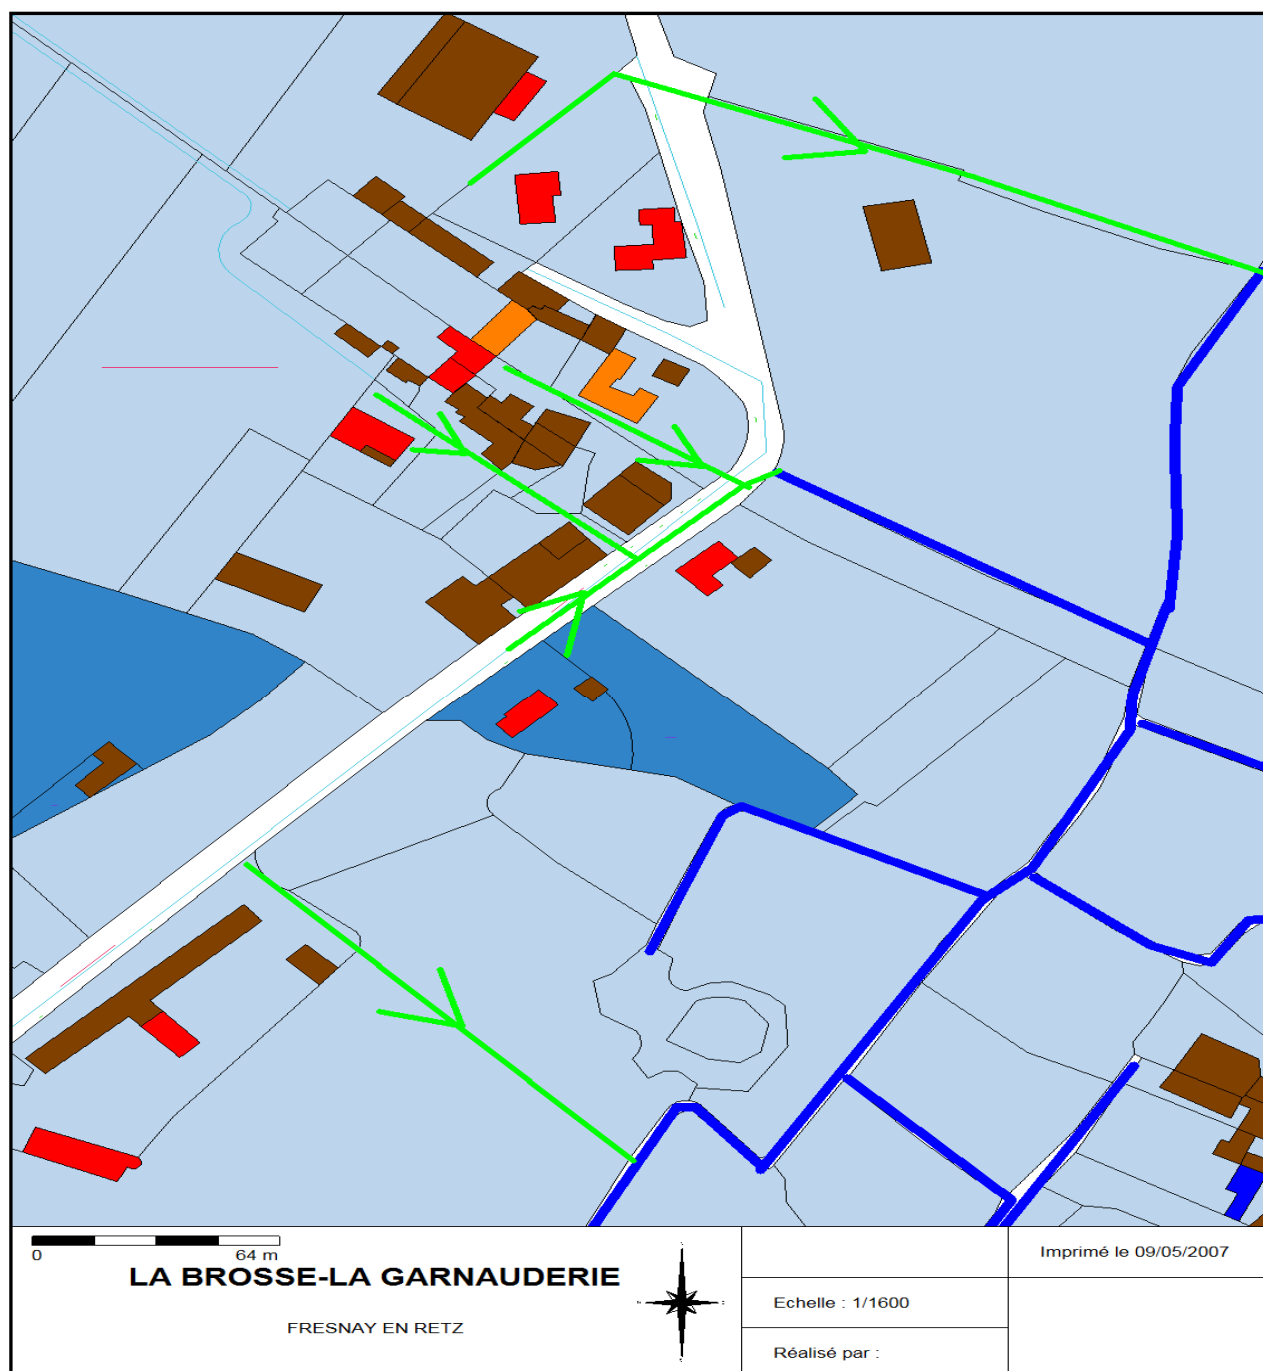 0 64 m
LA BROSSE-LA GARNAUDERIE
FRESNAY EN RETZ
Imprimé le 09/05/2007
Echelle : 1/1600
Réalisé par :